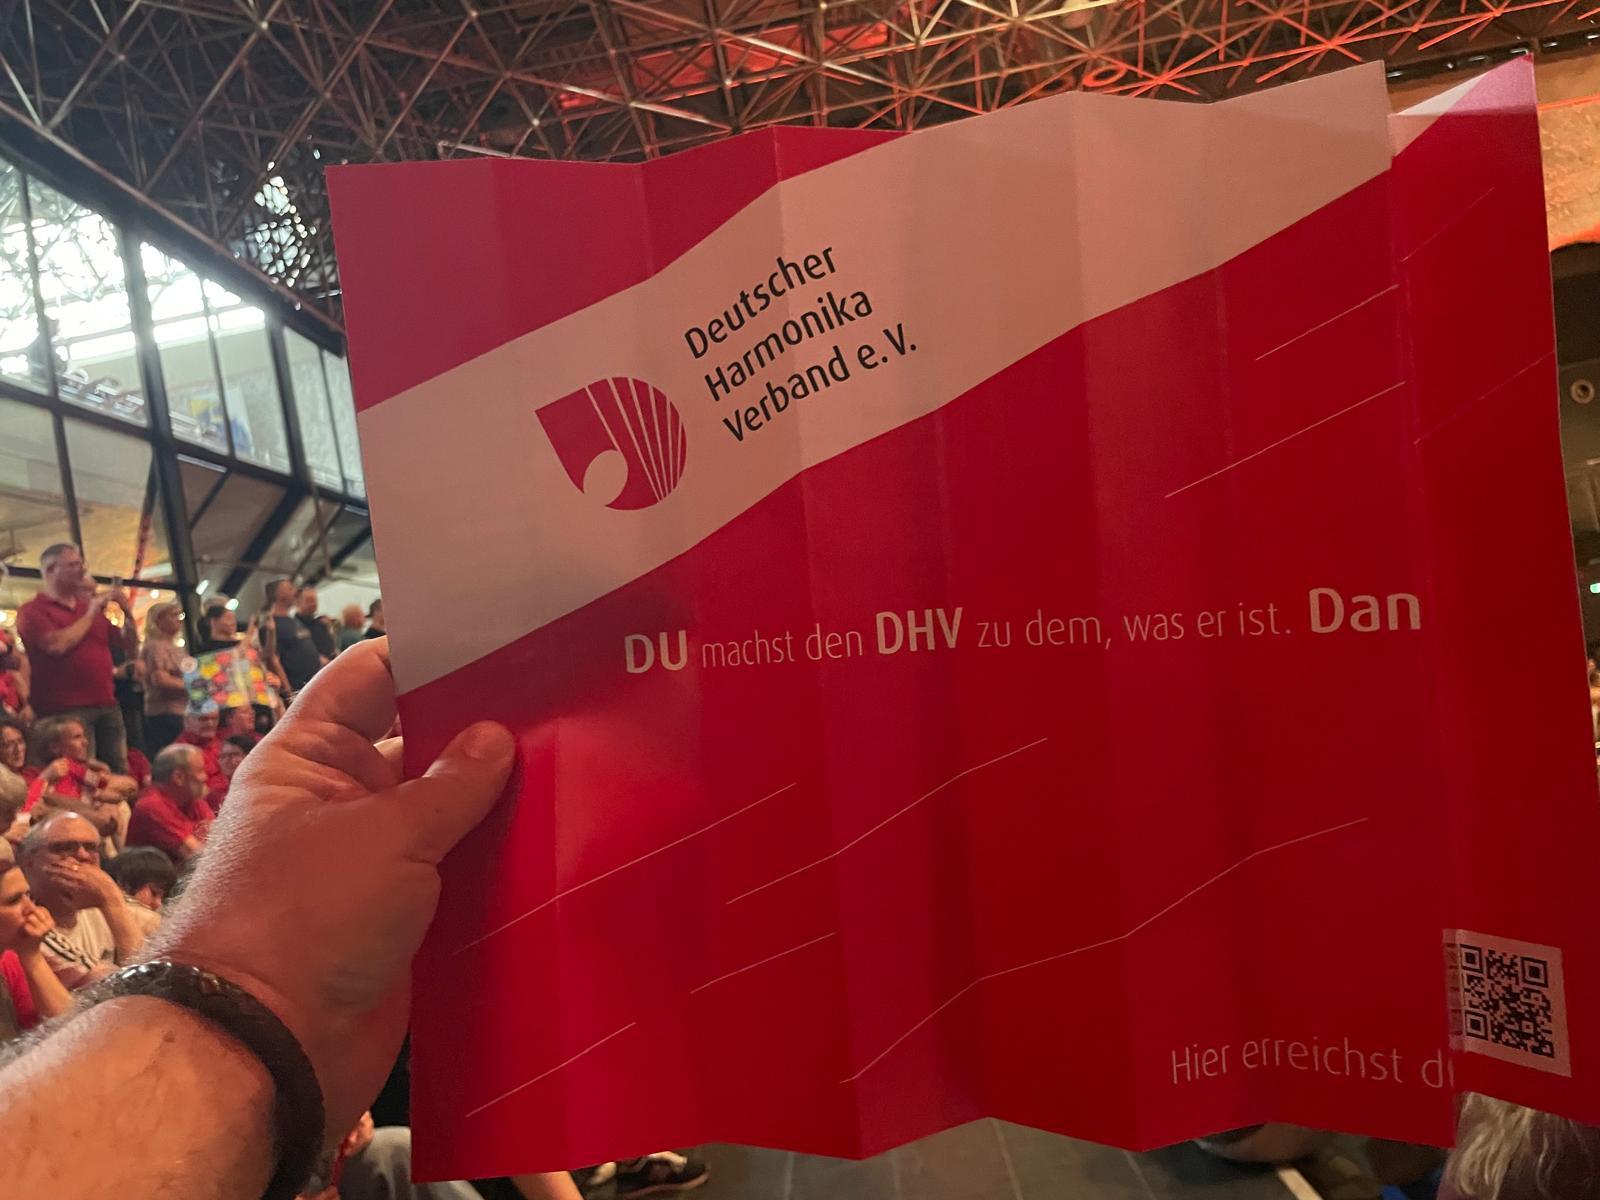 Deutscher
Harmonika
Verband e.V.
DU machst den DHV zu dem, was er ist. Dan
Hier erreichst d